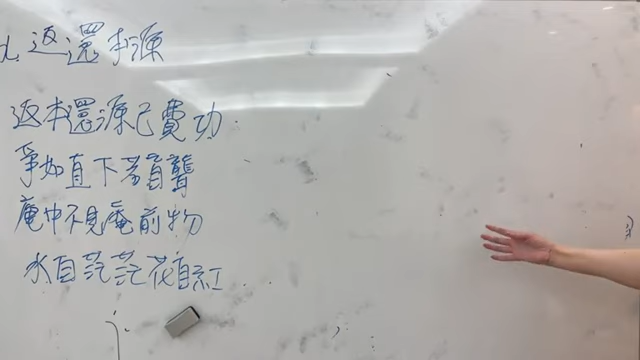 返還本源
返本還源已費功
爭如直下若盲聾
庵中不見庵前物
水自茫茫花自紅